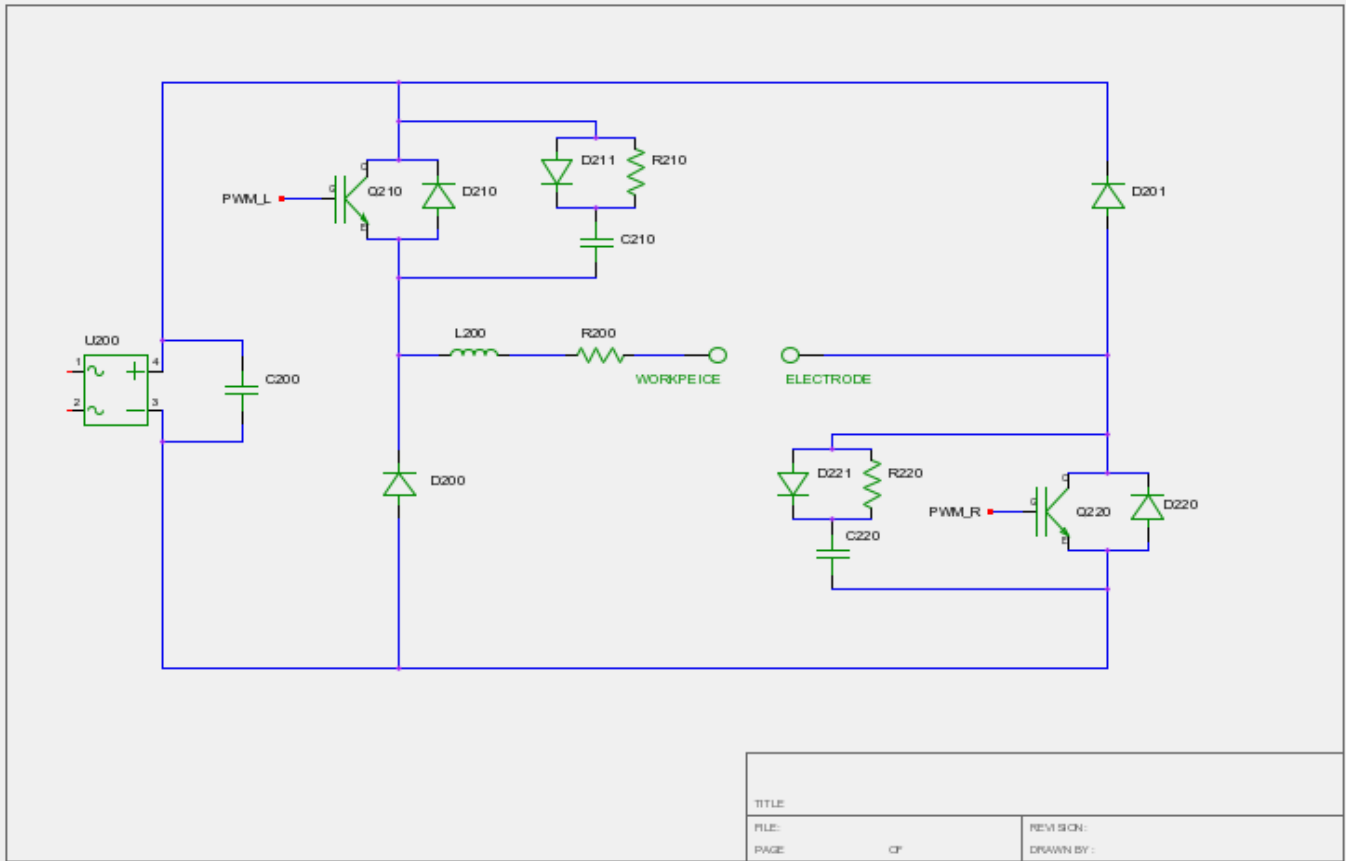 C
D211
R210
G
Q210
D210
PWM_L
D201
E
C210
U200
L200
R200
1
4
C200
WORKPEICE
ELECTRODE
2
3
D200
D221
R220
C
G
Q220
D220
PWM_R
C220
E
TITLE
FILE:
REVISION:
PAGE OF
DRAWN BY: